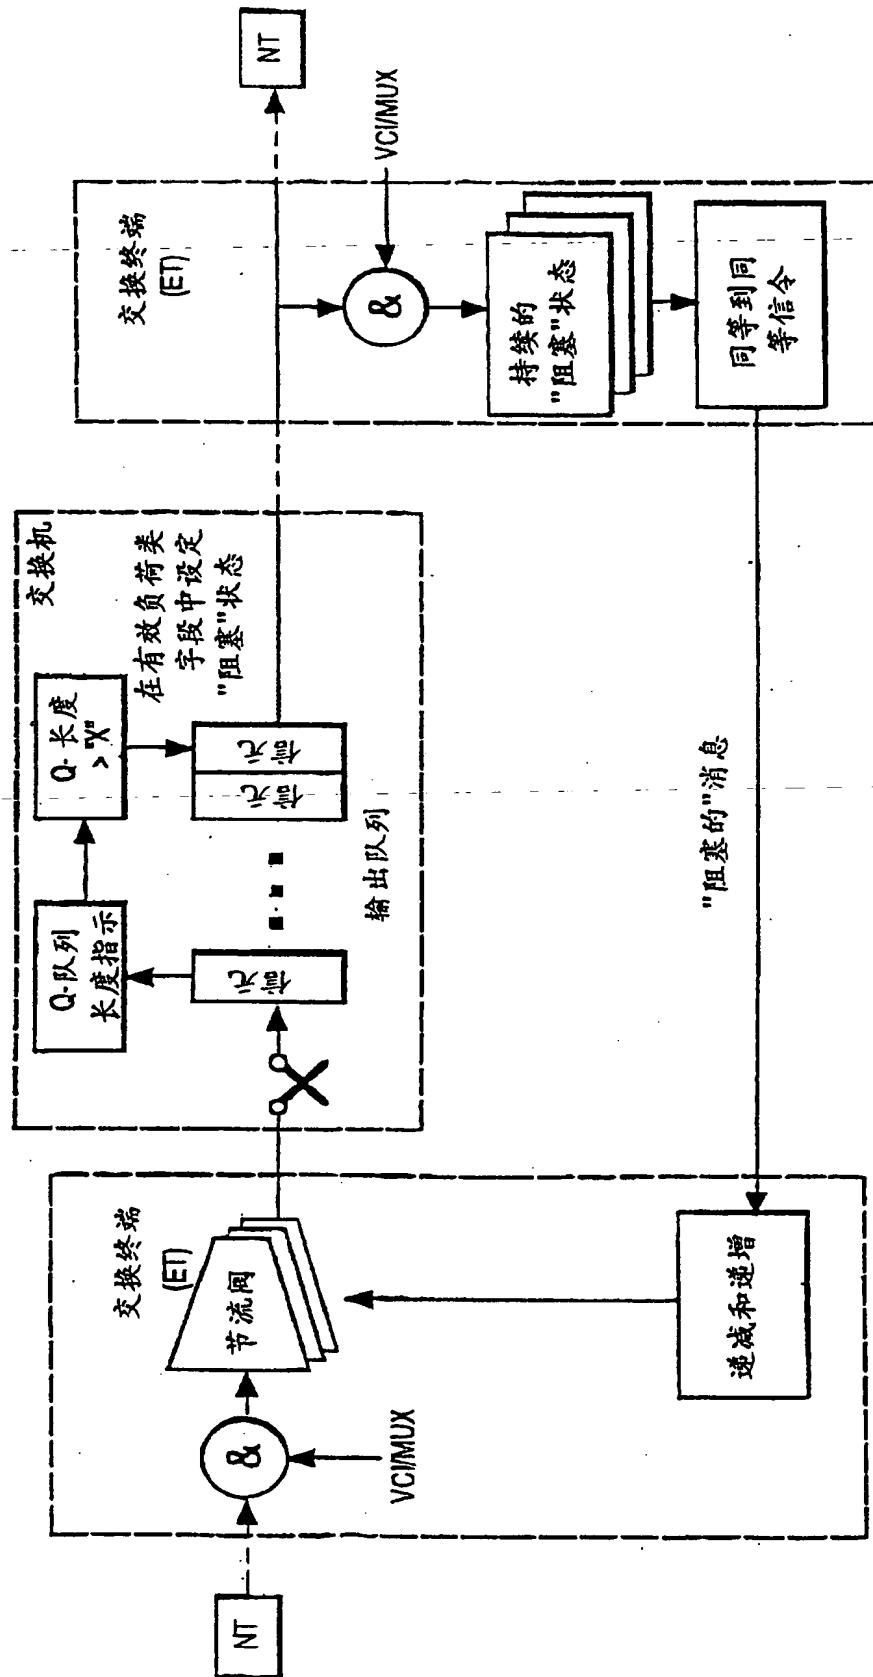 NT
&
VCI/MUX
交换终端
(ET)
节流阀
递减和递增
交换机
Q-队列
长度指示
Q-长度
>"X"
在有效负荷类
字段中设定
"阻塞"状态
信元
信元
信元
输出队列
"阻塞的"消息
交换终端
(ET)
&
VCI/MUX
持续的
"阻塞"状态
同等到同
等信令
NT